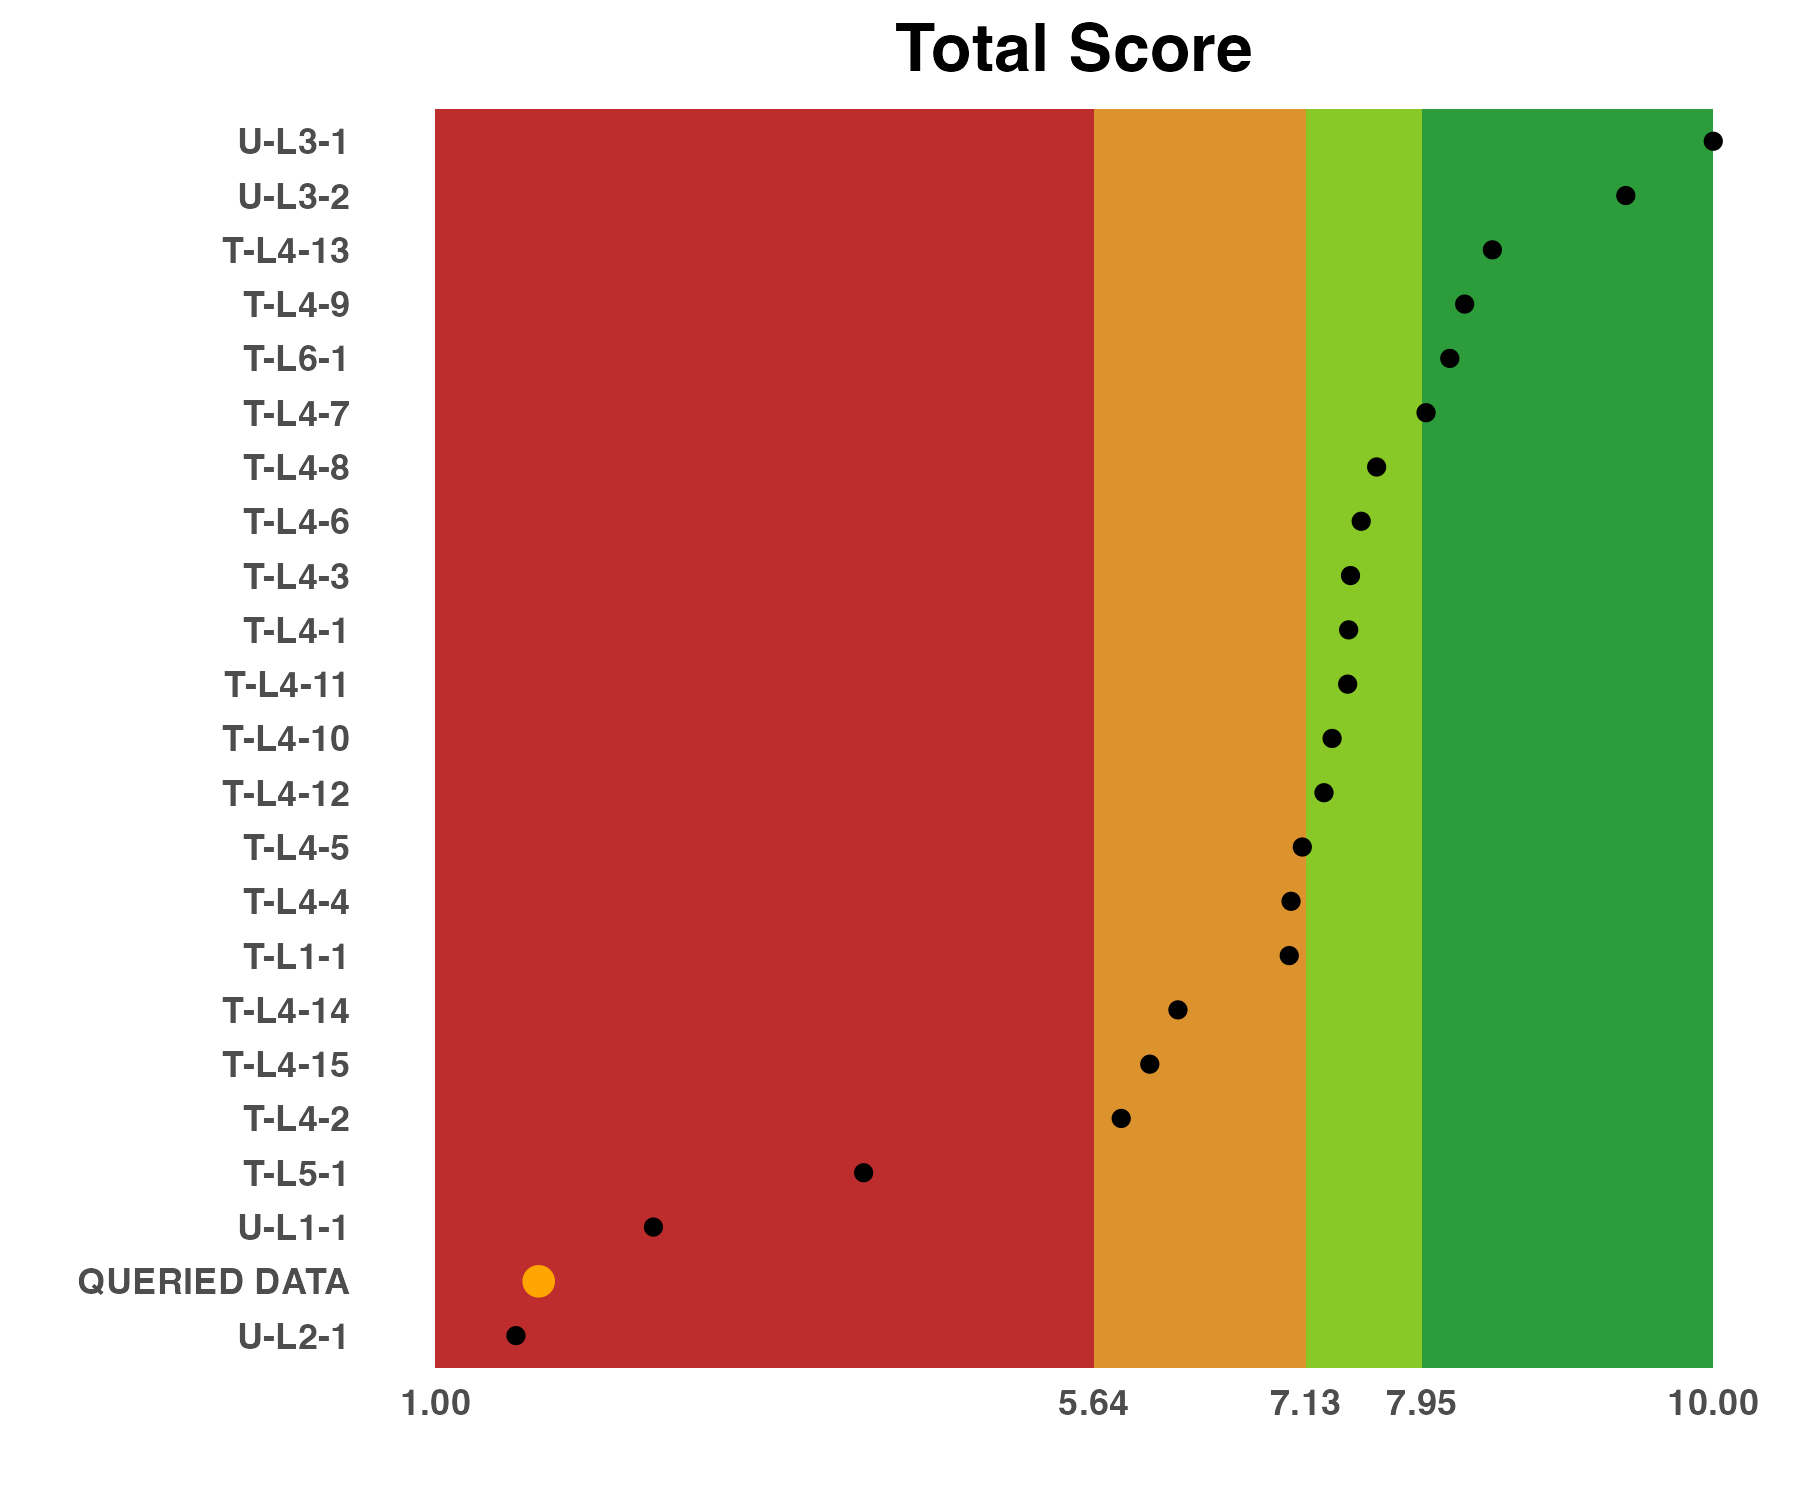 Total Score
U-L3-1
U-L3-2
T-L4-13
T-L4-9
T-L6-1
T-L4-7
T-L4-8
T-L4-6
T-L4-3
T-L4-1
T-L4-11
T-L4-10
T-L4-12
T-L4-5
T-L4-4
T-L1-1
T-L4-14
T-L4-15
T-L4-2
T-L5-1
U-L1-1
QUERIED DATA
U-L2-1
1.00 5.64 7.13 7.95 10.00